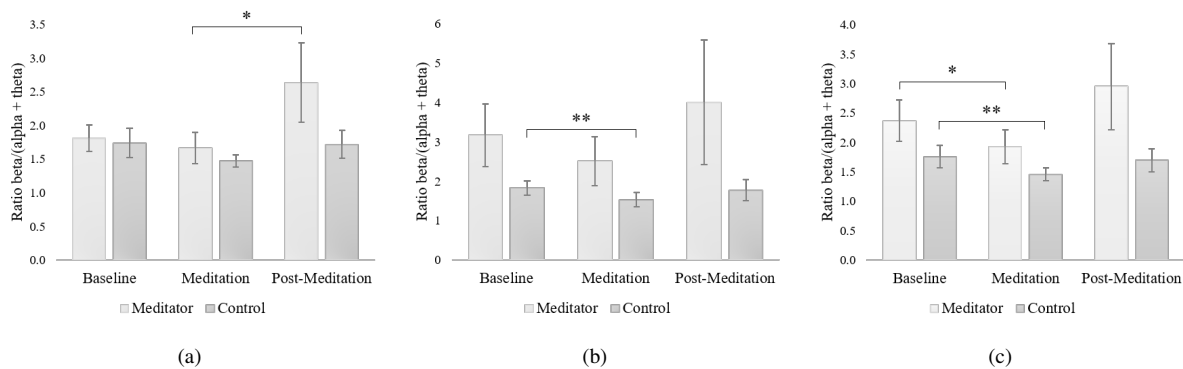 3.5
3.0
2.5
2.0
1.5
1.0
0.5
0.0
Ratio beta/(alpha + theta)
*
Baseline Meditation Post-Meditation
Meditator Control
(a)
6
5
4
3
2
1
0
Ratio beta/(alpha + theta)
**
Baseline Meditation Post-Meditation
Meditator Control
(b)
4.0
3.5
3.0
2.5
2.0
1.5
1.0
0.5
0.0
Ratio beta/(alpha + theta)
*
**
Baseline Meditation Post-Meditation
Meditator Control
(c)